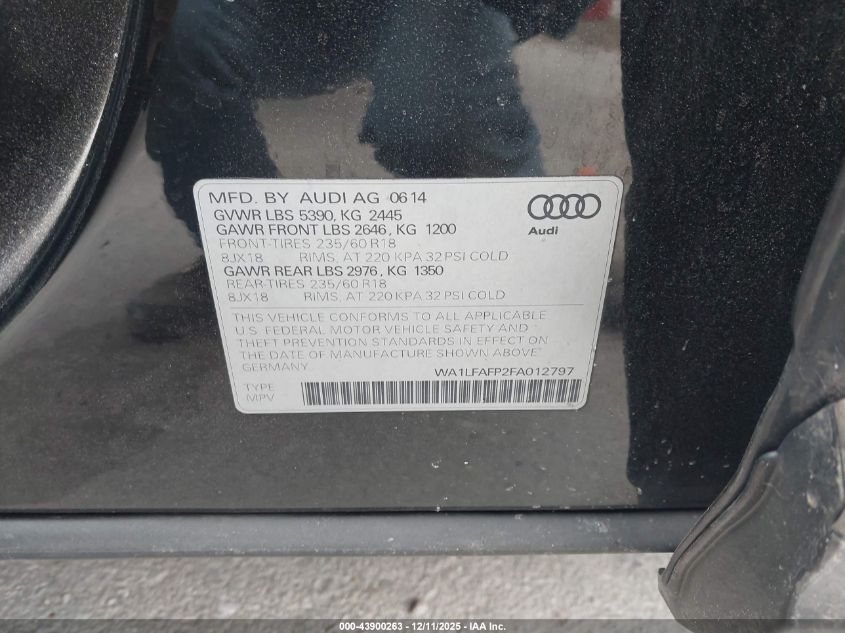 MFD. BY AUDI AG 06 14
GVWR LBS 5390, KG 2445
GAWR FRONT LBS 2646, KG 1200
FRONT-TIRES 235/60 R18
8JX18 RIMS, AT 220 KPA 32 PSI COLD
GAWR REAR LBS 2976, KG 1350
REAR-TIRES 235/60 R18
8JX18 RIMS, AT 220 KPA 32 PSI COLD
Audi
THIS VEHICLE CONFORMS TO ALL APPLICABLE
U.S. FEDERAL MOTOR VEHICLE SAFETY AND
THEFT PREVENTION STANDARDS IN EFFECT ON
THE DATE OF MANUFACTURE SHOWN ABOVE
GERMANY
WA1LFAFP2FA012797
TYPE
MPV
000-43900263 - 12/11/2025 - IAA Inc.